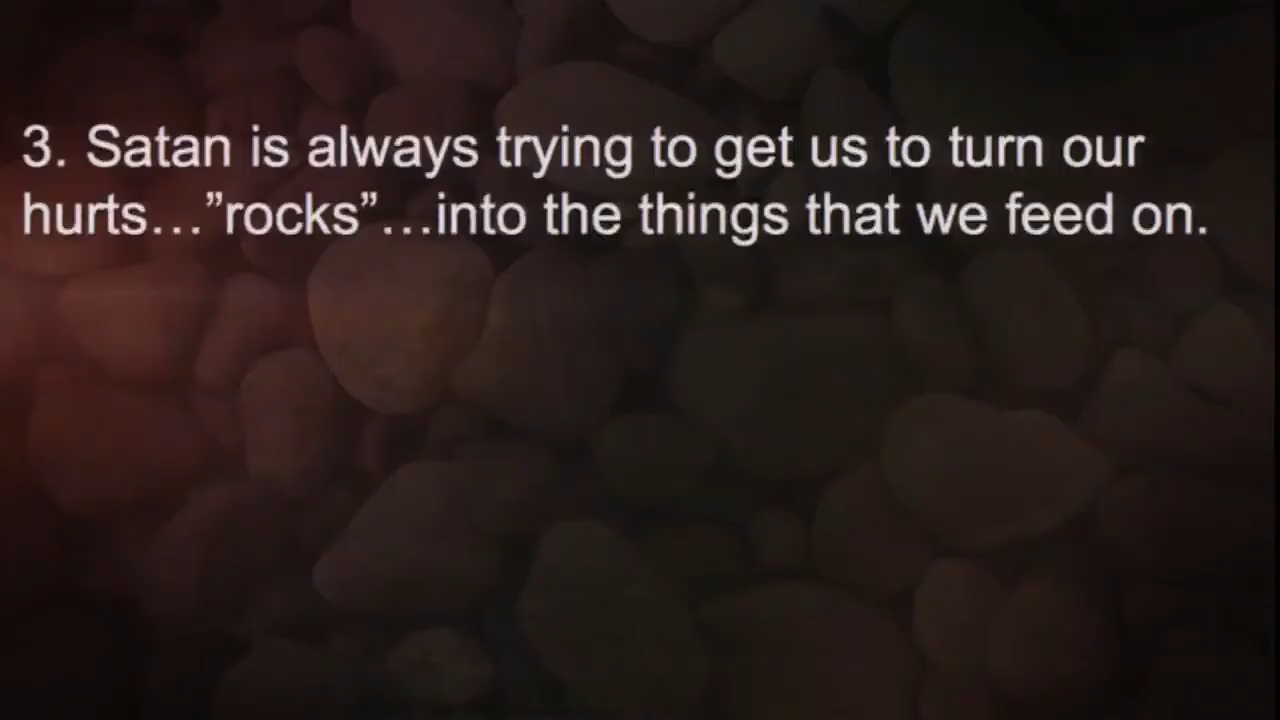 3. Satan is always trying to get us to turn our
hurts…”rocks”…into the things that we feed on.